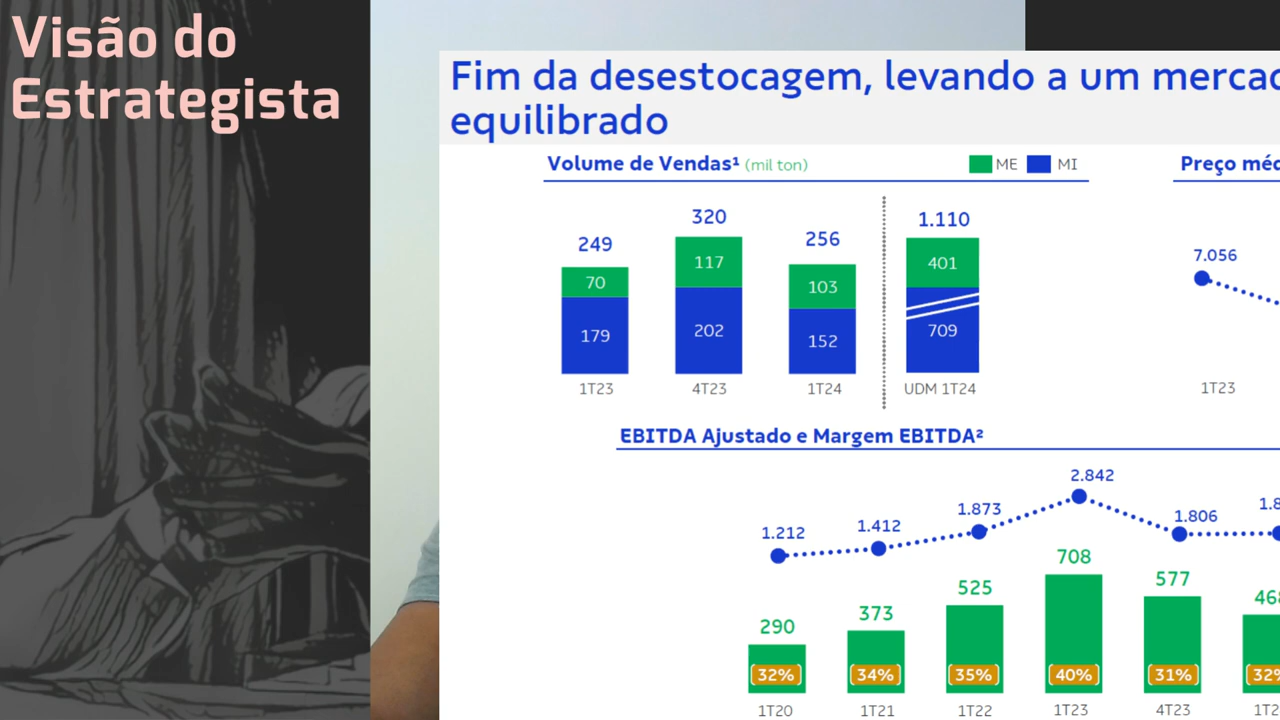 Visão do
Estrategista
Fim da desestocagem, levando a um
equilibrado
Volume de Vendas¹ (mil ton)
ME MI
Preço
249 320 256 1.110
70 117 103 401
179 202 152 709
1T23 4T23 1T24 UDM 1T24
7.056
1T23
EBITDA Ajustado e Margem EBITDA²
1.212 1.412 1.873 2.842 1.806
290 373 525 708 577
32% 34% 35% 40% 31%
1T20 1T21 1T22 1T23 4T23